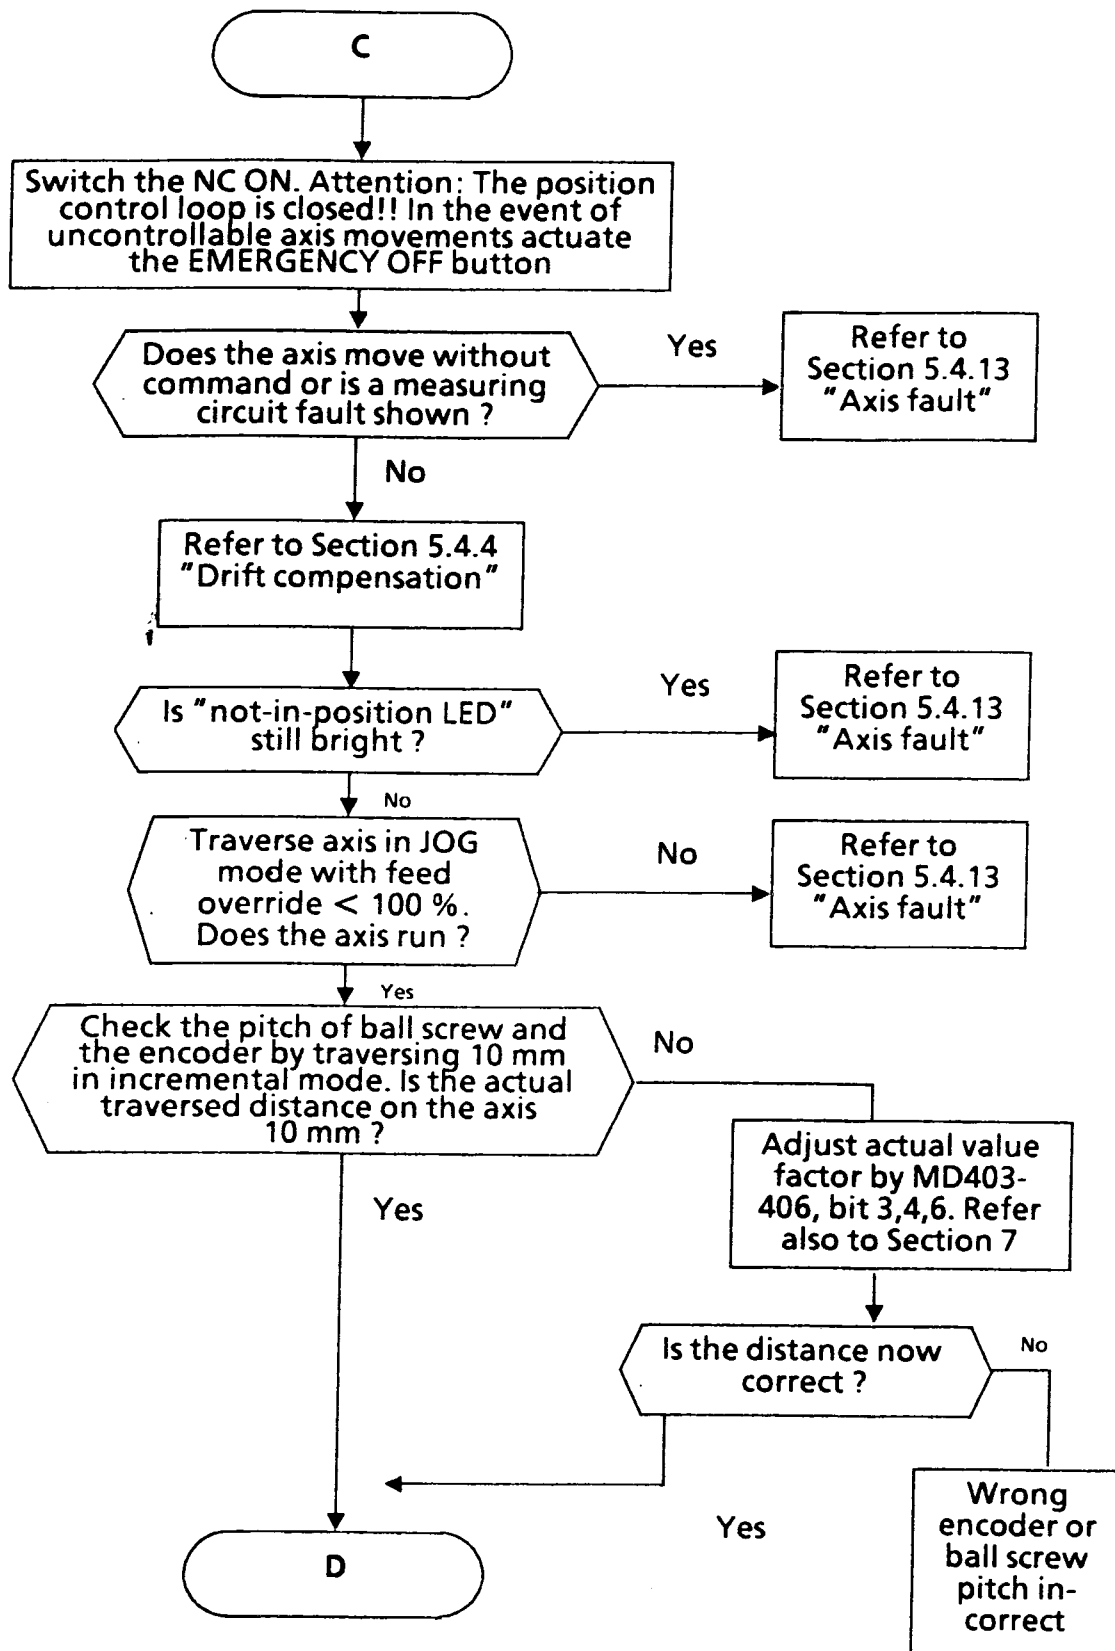 C
Switch the NC ON. Attention: The position
control loop is closed!! In the event of
uncontrollable axis movements actuate
the EMERGENCY OFF button
Does the axis move without
command or is a measuring
circuit fault shown ?
Yes
Refer to
Section 5.4.13
"Axis fault"
No
Refer to Section 5.4.4
"Drift compensation"
Is "not-in-position LED"
still bright ?
Yes
Refer to
Section 5.4.13
"Axis fault"
No
Traverse axis in JOG
mode with feed
override < 100 %.
Does the axis run ?
No
Refer to
Section 5.4.13
"Axis fault"
Yes
Check the pitch of ball screw and
the encoder by traversing 10 mm
in incremental mode. Is the actual
traversed distance on the axis
10 mm ?
No
Adjust actual value
factor by MD403-
406, bit 3,4,6. Refer
also to Section 7
Yes
Is the distance now
correct ?
No
Yes
Wrong
encoder or
ball screw
pitch in-
correct
D